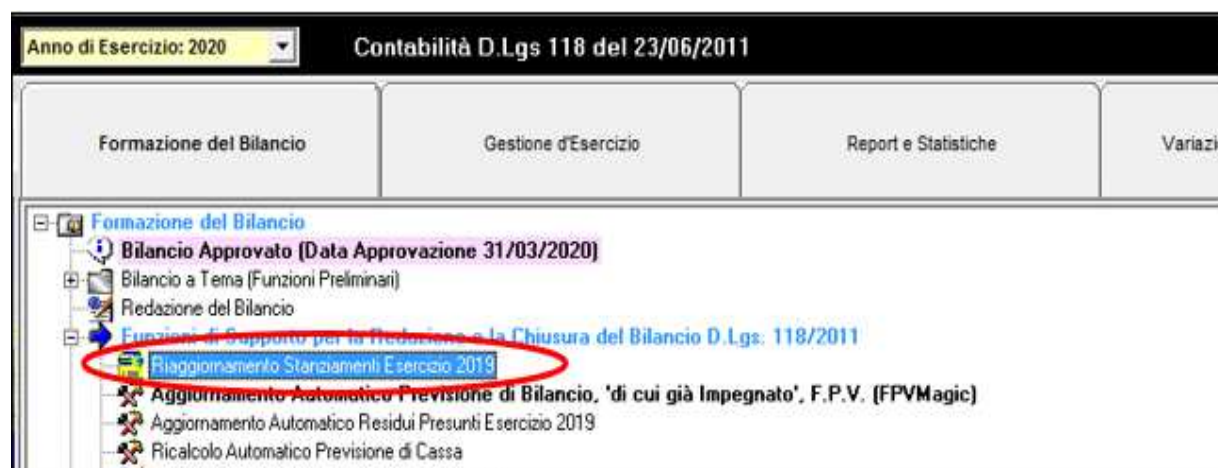 Anno di Esercizio: 2020 Contabilità D.Lgs 118 del 23/06/2011
Formazione del Bilancio Gestione d'Esercizio Report e Statistiche Variazi
Formazione del Bilancio
Bilancio Approvato (Data Approvazione 31/03/2020)
Bilancio a Tema (Funzioni Preliminari)
Redazione del Bilancio
Funzioni di Supporto per la Redazione e la Chiusura del Bilancio D.Lgs. 118/2011
Riaggiornamento Stanziamenti Esercizio 2019
Aggiornamento Automatico Previsione di Bilancio, 'di cui già Impegnato', F.P.V. (FPVMagic)
Aggiornamento Automatico Residui Presunti Esercizio 2019
Ricalcolo Automatico Previsione di Cassa